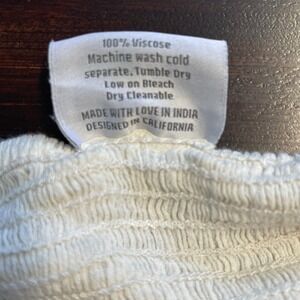 100% Viscose
Machine wash cold
separate. Tumble Dry
Low on Bleach
Dry Cleanable
MADE WITH LOVE IN INDIA
DESIGNED IN CALIFORNIA